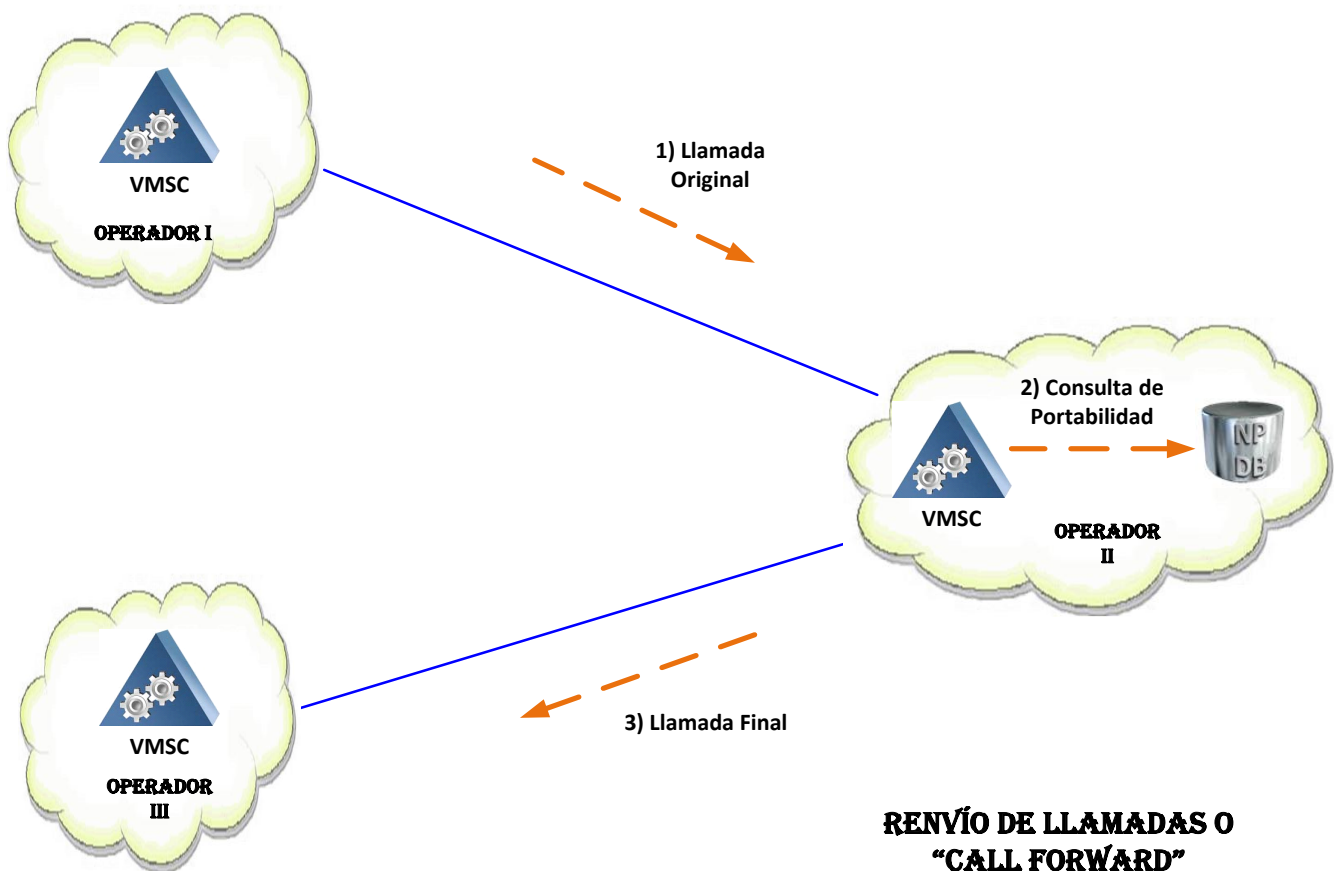 VMSC
OPERADOR I
1) Llamada
Original
2) Consulta de
Portabilidad
NP
DB
VMSC
OPERADOR
II
3) Llamada Final
VMSC
OPERADOR
III
RENVÍO DE LLAMADAS O
“CALL FORWARD”